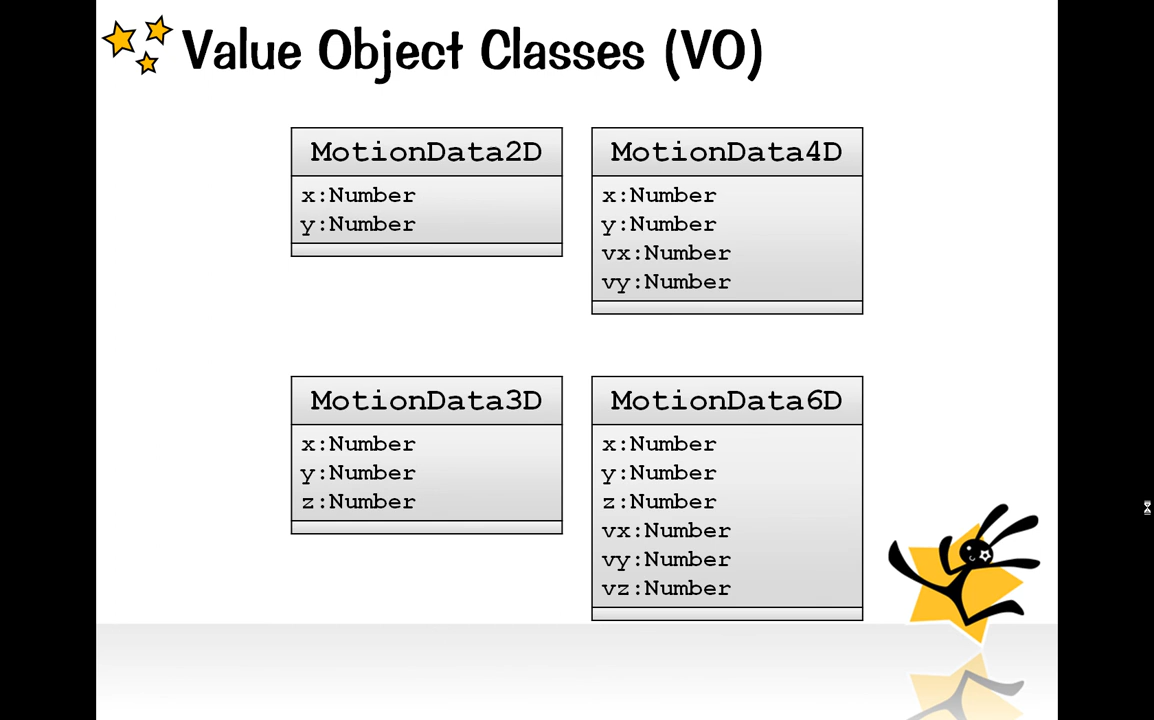 Value Object Classes (VO)
MotionData2D
x:Number
y:Number
MotionData4D
x:Number
y:Number
vx:Number
vy:Number
MotionData3D
x:Number
y:Number
z:Number
MotionData6D
x:Number
y:Number
z:Number
vx:Number
vy:Number
vz:Number